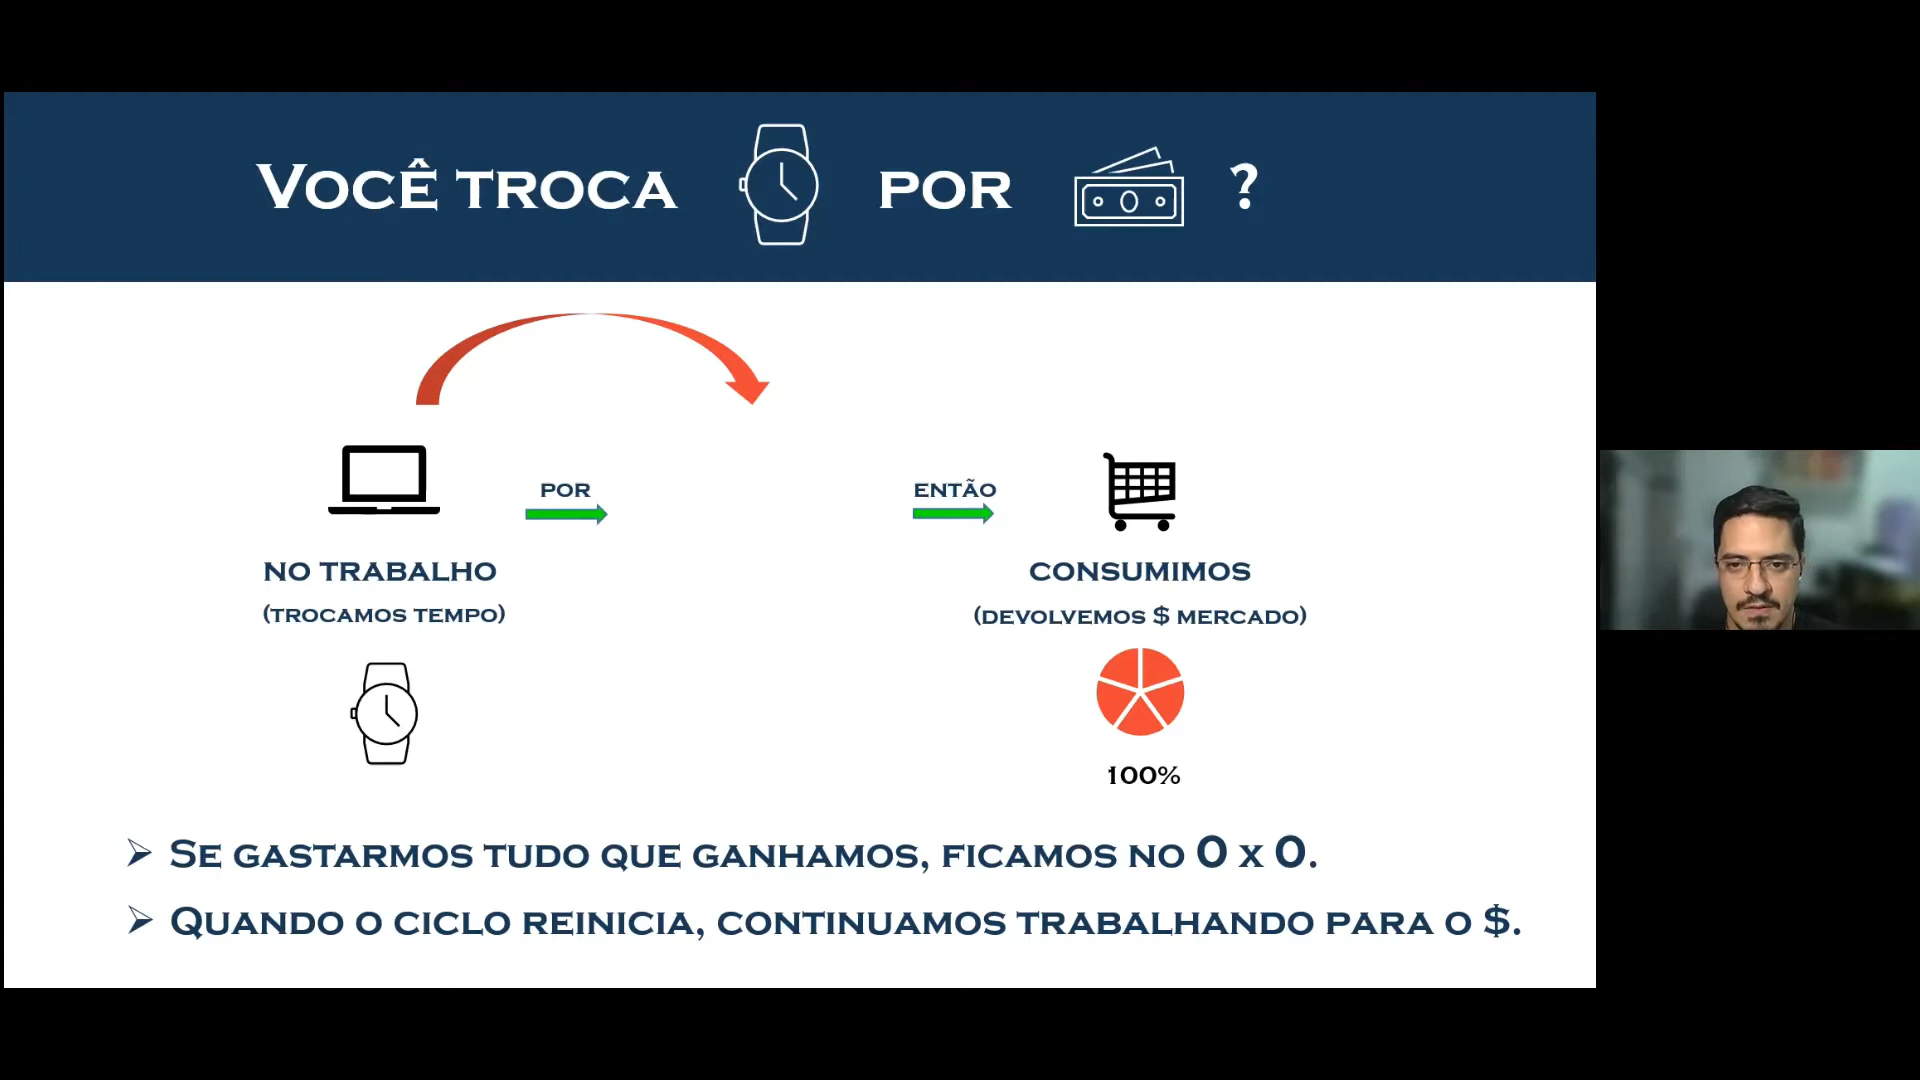 VOCÊ TROCA POR ?
POR
ENTÃO
NO TRABALHO
(TROCAMOS TEMPO)
CONSUMIMOS
(DEVOLVEMOS $ MERCADO)
100%
➢ SE GASTARMOS TUDO QUE GANHAMOS, FICAMOS NO 0 X 0.
➢ QUANDO O CICLO REINICIA, CONTINUAMOS TRABALHANDO PARA O $.